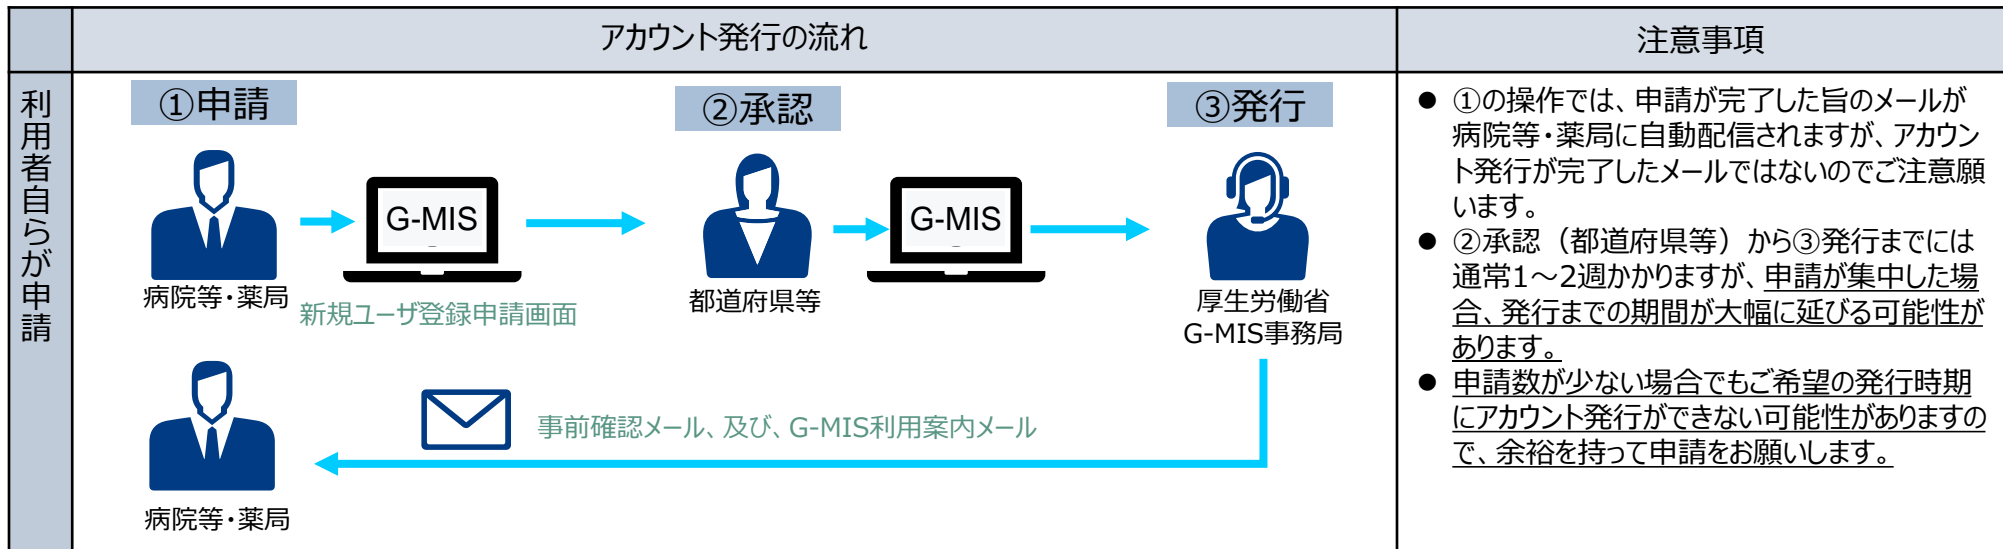 アカウント発行の流れ
注意事項
利用者自らが申請
①申請
②承認
③発行
G-MIS
G-MIS
病院等・薬局
新規ユーザ登録申請画面
都道府県等
厚生労働省
G-MIS事務局
事前確認メール、及び、G-MIS利用案内メール
病院等・薬局
● ①の操作では、申請が完了した旨のメールが
病院等・薬局に自動配信されますが、アカウン
ト発行が完了したメールではないのでご注意願
います。
● ②承認（都道府県等）から③発行までには
通常1～2週かかりますが、申請が集中した場
合、発行までの期間が大幅に延びる可能性が
あります。
● 申請数が少ない場合でもご希望の発行時期
にアカウント発行ができない可能性がありますの
で、余裕を持って申請をお願いします。